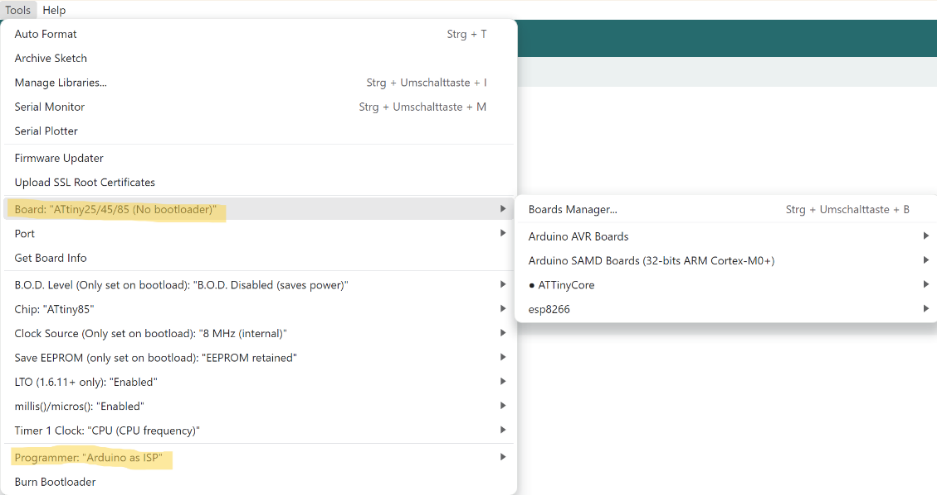 Tools Help
Auto Format Strg + T
Archive Sketch
Manage Libraries... Strg + Umschalttaste + I
Serial Monitor Strg + Umschalttaste + M
Serial Plotter
Firmware Updater
Upload SSL Root Certificates
Board: "ATtiny25/45/85 (No bootloader)"
Port
Get Board Info
B.O.D. Level (Only set on bootload): "B.O.D. Disabled (saves power)"
Chip: "ATtiny85"
Clock Source (Only set on bootload): "8 MHz (internal)"
Save EEPROM (only set on bootload): "EEPROM retained"
LTO (1.6.11+ only): "Enabled"
millis()/micros(): "Enabled"
Timer 1 Clock: "CPU (CPU frequency)"
Programmer: "Arduino as ISP"
Burn Bootloader
Boards Manager... Strg + Umschalttaste + B
Arduino AVR Boards
Arduino SAMD Boards (32-bits ARM Cortex-M0+)
● ATTinyCore
esp8266